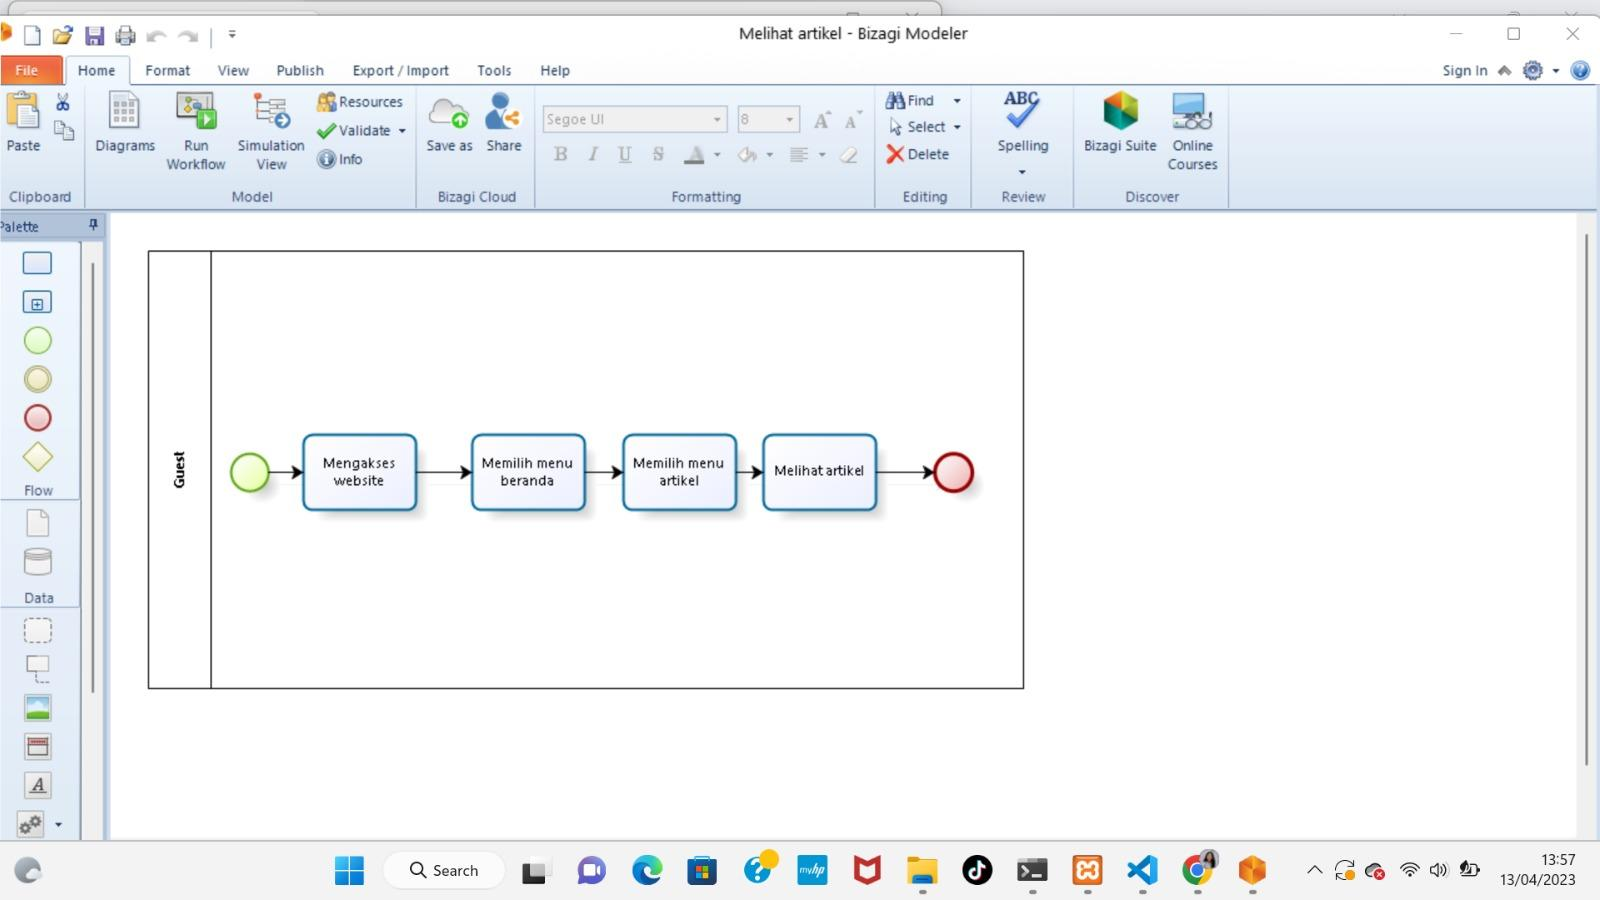 Melihat artikel - Bizagi Modeler
File Home Format View Publish Export / Import Tools Help Sign In
Paste
Clipboard
Diagrams
Run
Workflow
Simulation
View
Resources
Validate
Info
Model
Save as
Share
Bizagi Cloud
Segoe UI 8 A A
B I U S A
Formatting
Find
Select
Delete
Editing
ABC
Spelling
Review
Bizagi Suite
Online
Courses
Discover
Palette
Flow
Data
A
Guest
Mengakses
website
Memilih menu
beranda
Memilih menu
artikel
Melihat artikel
Search
myhp
13:57
13/04/2023